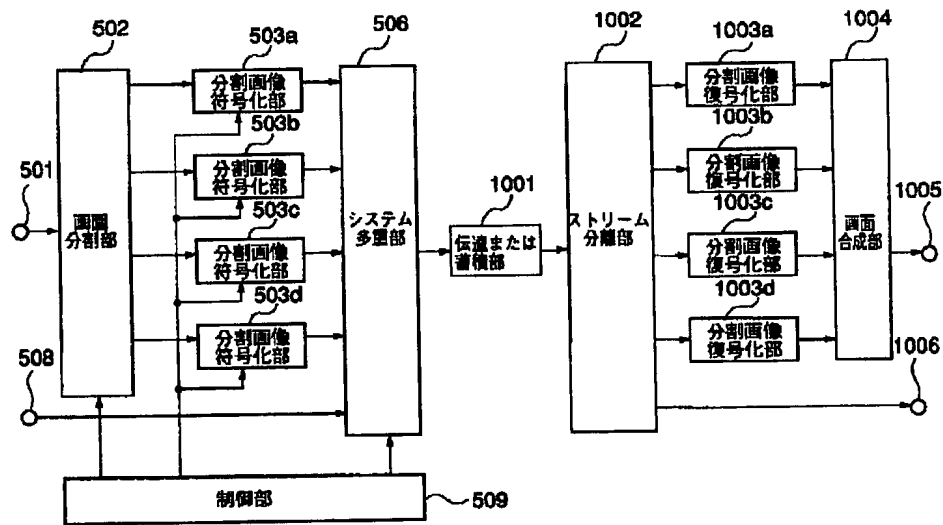 502
503a
506
1002
1003a
1004
分割画像
符号化部
分割画像
復号化部
503b
1003b
501
分割画像
符号化部
分割画像
復号化部
1005
画面
分割部
503c
システム
多重部
1001
伝達または
蓄積部
ストリーム
分離部
1003c
画面
合成部
分割画像
符号化部
分割画像
復号化部
503d
1003d
508
分割画像
符号化部
分割画像
復号化部
1006
制御部
509